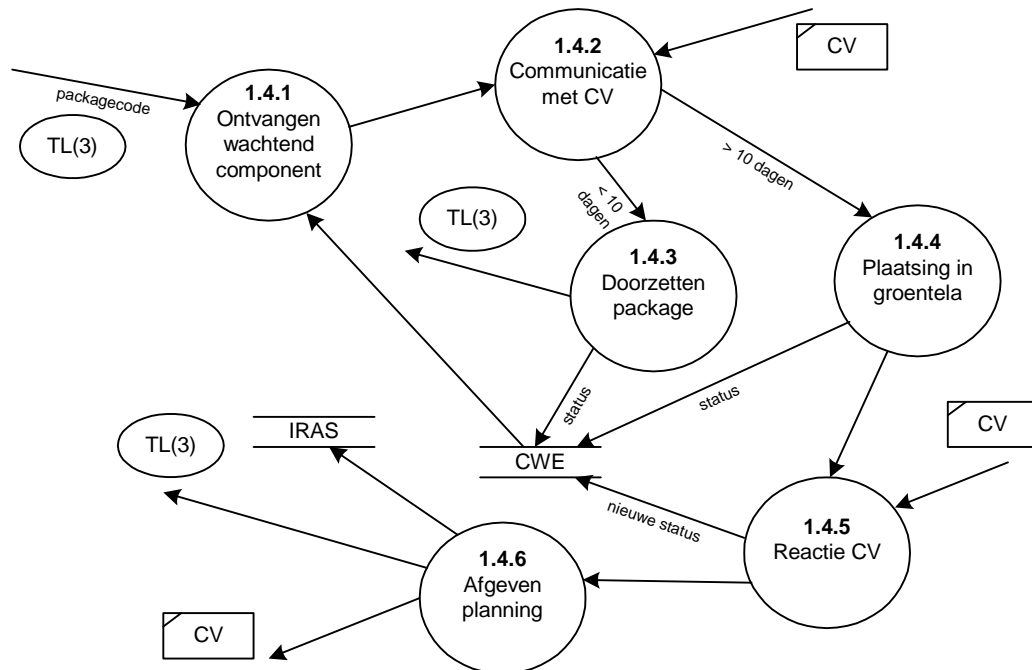 1.4.2
Communicatie
met CV
CV
packagecode
1.4.1
Ontvangen
wachtend
component
TL(3)
> 10 dagen
< 10
dagen
TL(3)
1.4.3
Doorzetten
package
1.4.4
Plaatsing in
groentela
status
status
TL(3)
IRAS
CWE
CV
nieuwe status
1.4.5
Reactie CV
1.4.6
Afgeven
planning
CV